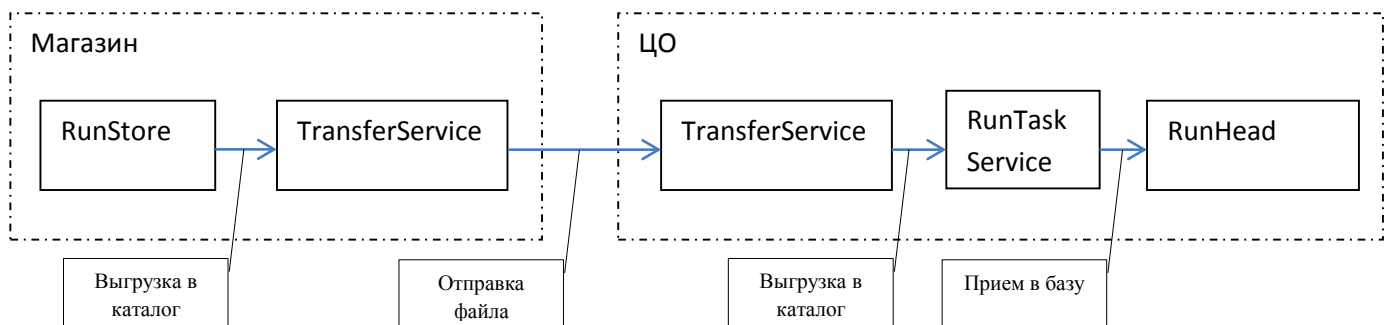 Магазин
ЦО
RunStore
TransferService
TransferService
RunTask
Service
RunHead
Выгрузка в
каталог
Отправка
файла
Выгрузка в
каталог
Прием в базу